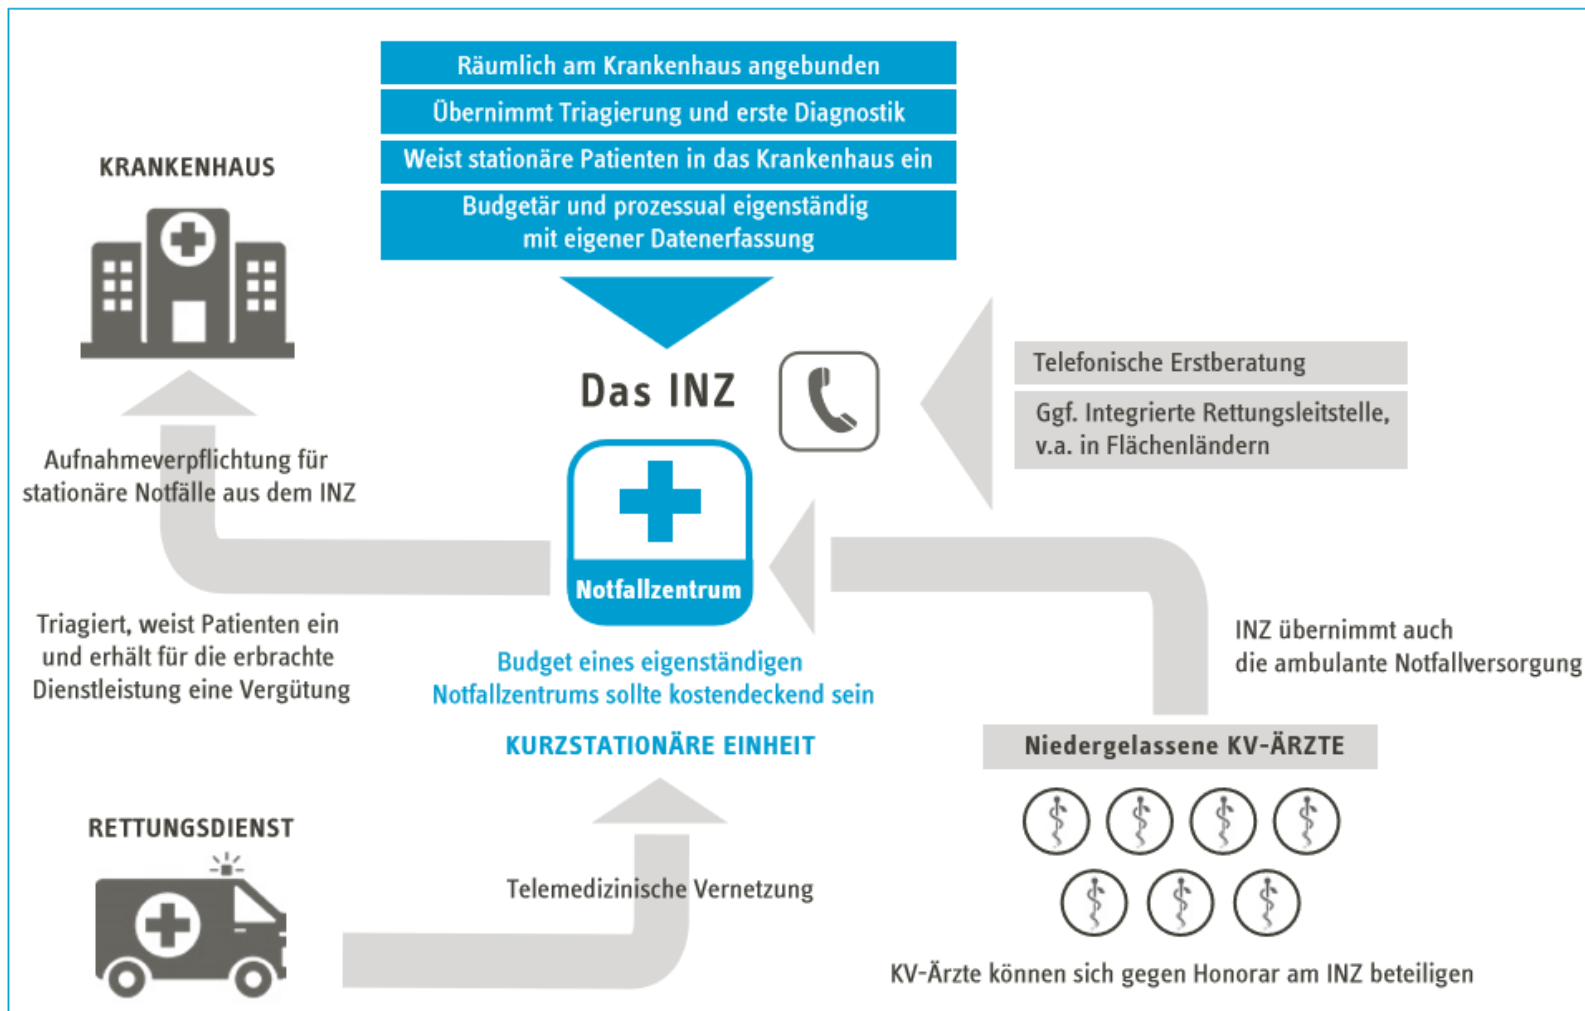 Räumlich am Krankenhaus angebunden
Übernimmt Triagierung und erste Diagnostik
Weist stationäre Patienten in das Krankenhaus ein
Budgetär und prozessual eigenständig
mit eigener Datenerfassung
KRANKENHAUS
Das INZ
Telefonische Erstberatung
Ggf. Integrierte Rettungsleitstelle,
v.a. in Flächenländern
Aufnahmeverpflichtung für
stationäre Notfälle aus dem INZ
Notfallzentrum
Triagiert, weist Patienten ein
und erhält für die erbrachte
Dienstleistung eine Vergütung
Budget eines eigenständigen
Notfallzentrums sollte kostendeckend sein
KURZSTATIONÄRE EINHEIT
INZ übernimmt auch
die ambulante Notfallversorgung
Niedergelassene KV-ÄRZTE
RETTUNGSDIENST
Telemedizinische Vernetzung
KV-Ärzte können sich gegen Honorar am INZ beteiligen